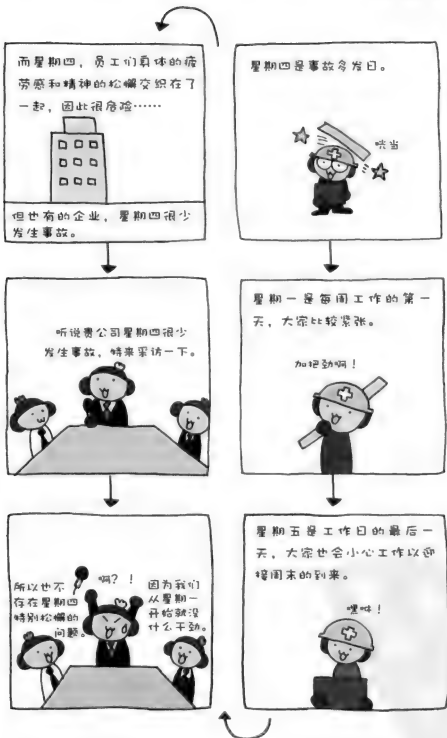 星期四是事故多发日。
咣当
星期一是每周工作的第一
天，大家比较紧张。
加把劲啊！
星期五是工作日的最后一
天，大家也会小心工作以迎
接周末的到来。
嘿咻！
而星期四，员工们身体的疲
劳感和精神的松懈交织在了
一起，因此很危险……
但也有的企业，星期四很少
发生事故。
听说贵公司星期四很少
发生事故，特来采访一下。
因为我们
从星期一
开始就没
什么干劲。
所以也不
存在星期四
特别松懈的
问题。
啊？！